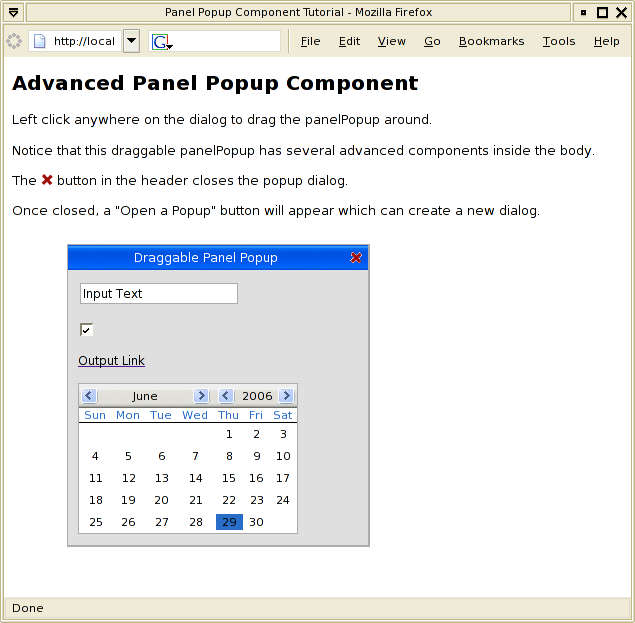 Panel Popup Component Tutorial - Mozilla Firefox
http://local G File Edit View Go Bookmarks Tools Help
Advanced Panel Popup Component
Left click anywhere on the dialog to drag the panelPopup around.
Notice that this draggable panelPopup has several advanced components inside the body.
The button in the header closes the popup dialog.
Once closed, a "Open a Popup" button will appear which can create a new dialog.
Draggable Panel Popup
Input Text
Output Link
June 2006
Sun Mon Tue Wed Thu Fri Sat
1 2 3
4 5 6 7 8 9 10
11 12 13 14 15 16 17
18 19 20 21 22 23 24
25 26 27 28 29 30
Done